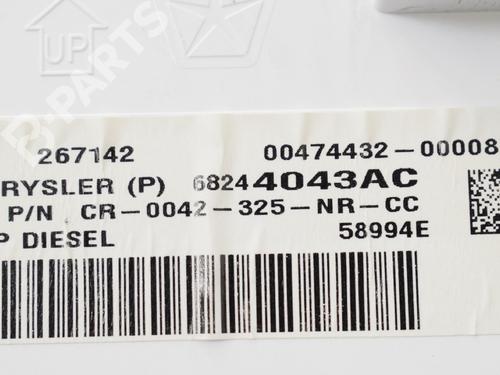 UP
B-PARTS
267142 00474432-00008
RYSLER (P) 68244043AC
P/N CR-0042-325-NR-CC
P DIESEL 58994E